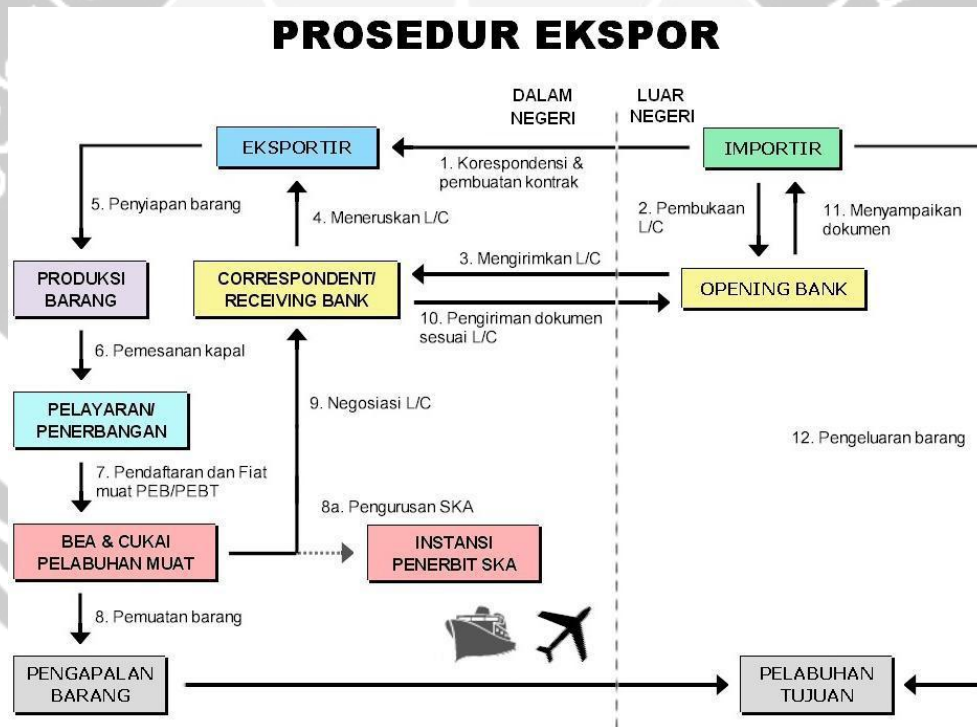 PROSEDUR EKSPOR
DALAM
NEGERI
LUAR
NEGERI
EKSPORTIR
IMPORTIR
1. Korespondensi &
pembuatan kontrak
5. Penyiapan barang
4. Meneruskan L/C
2. Pembukaan
L/C
11. Menyampaikan
dokumen
3. Mengirimkan L/C
PRODUKSI
BARANG
CORRESPONDENT/
RECEIVING BANK
OPENING BANK
10. Pengiriman dokumen
sesuai L/C
6. Pemesanan kapal
9. Negosiasi L/C
PELAYARAN/
PENERBANGAN
12. Pengeluaran barang
7. Pendaftaran dan Fiat
muat PEB/PEBT
8a. Pengurusan SKA
BEA & CUKAI
PELABUHAN MUAT
INSTANSI
PENERBIT SKA
8. Pemuatan barang
PENGAPALAN
BARANG
PELABUHAN
TUJUAN